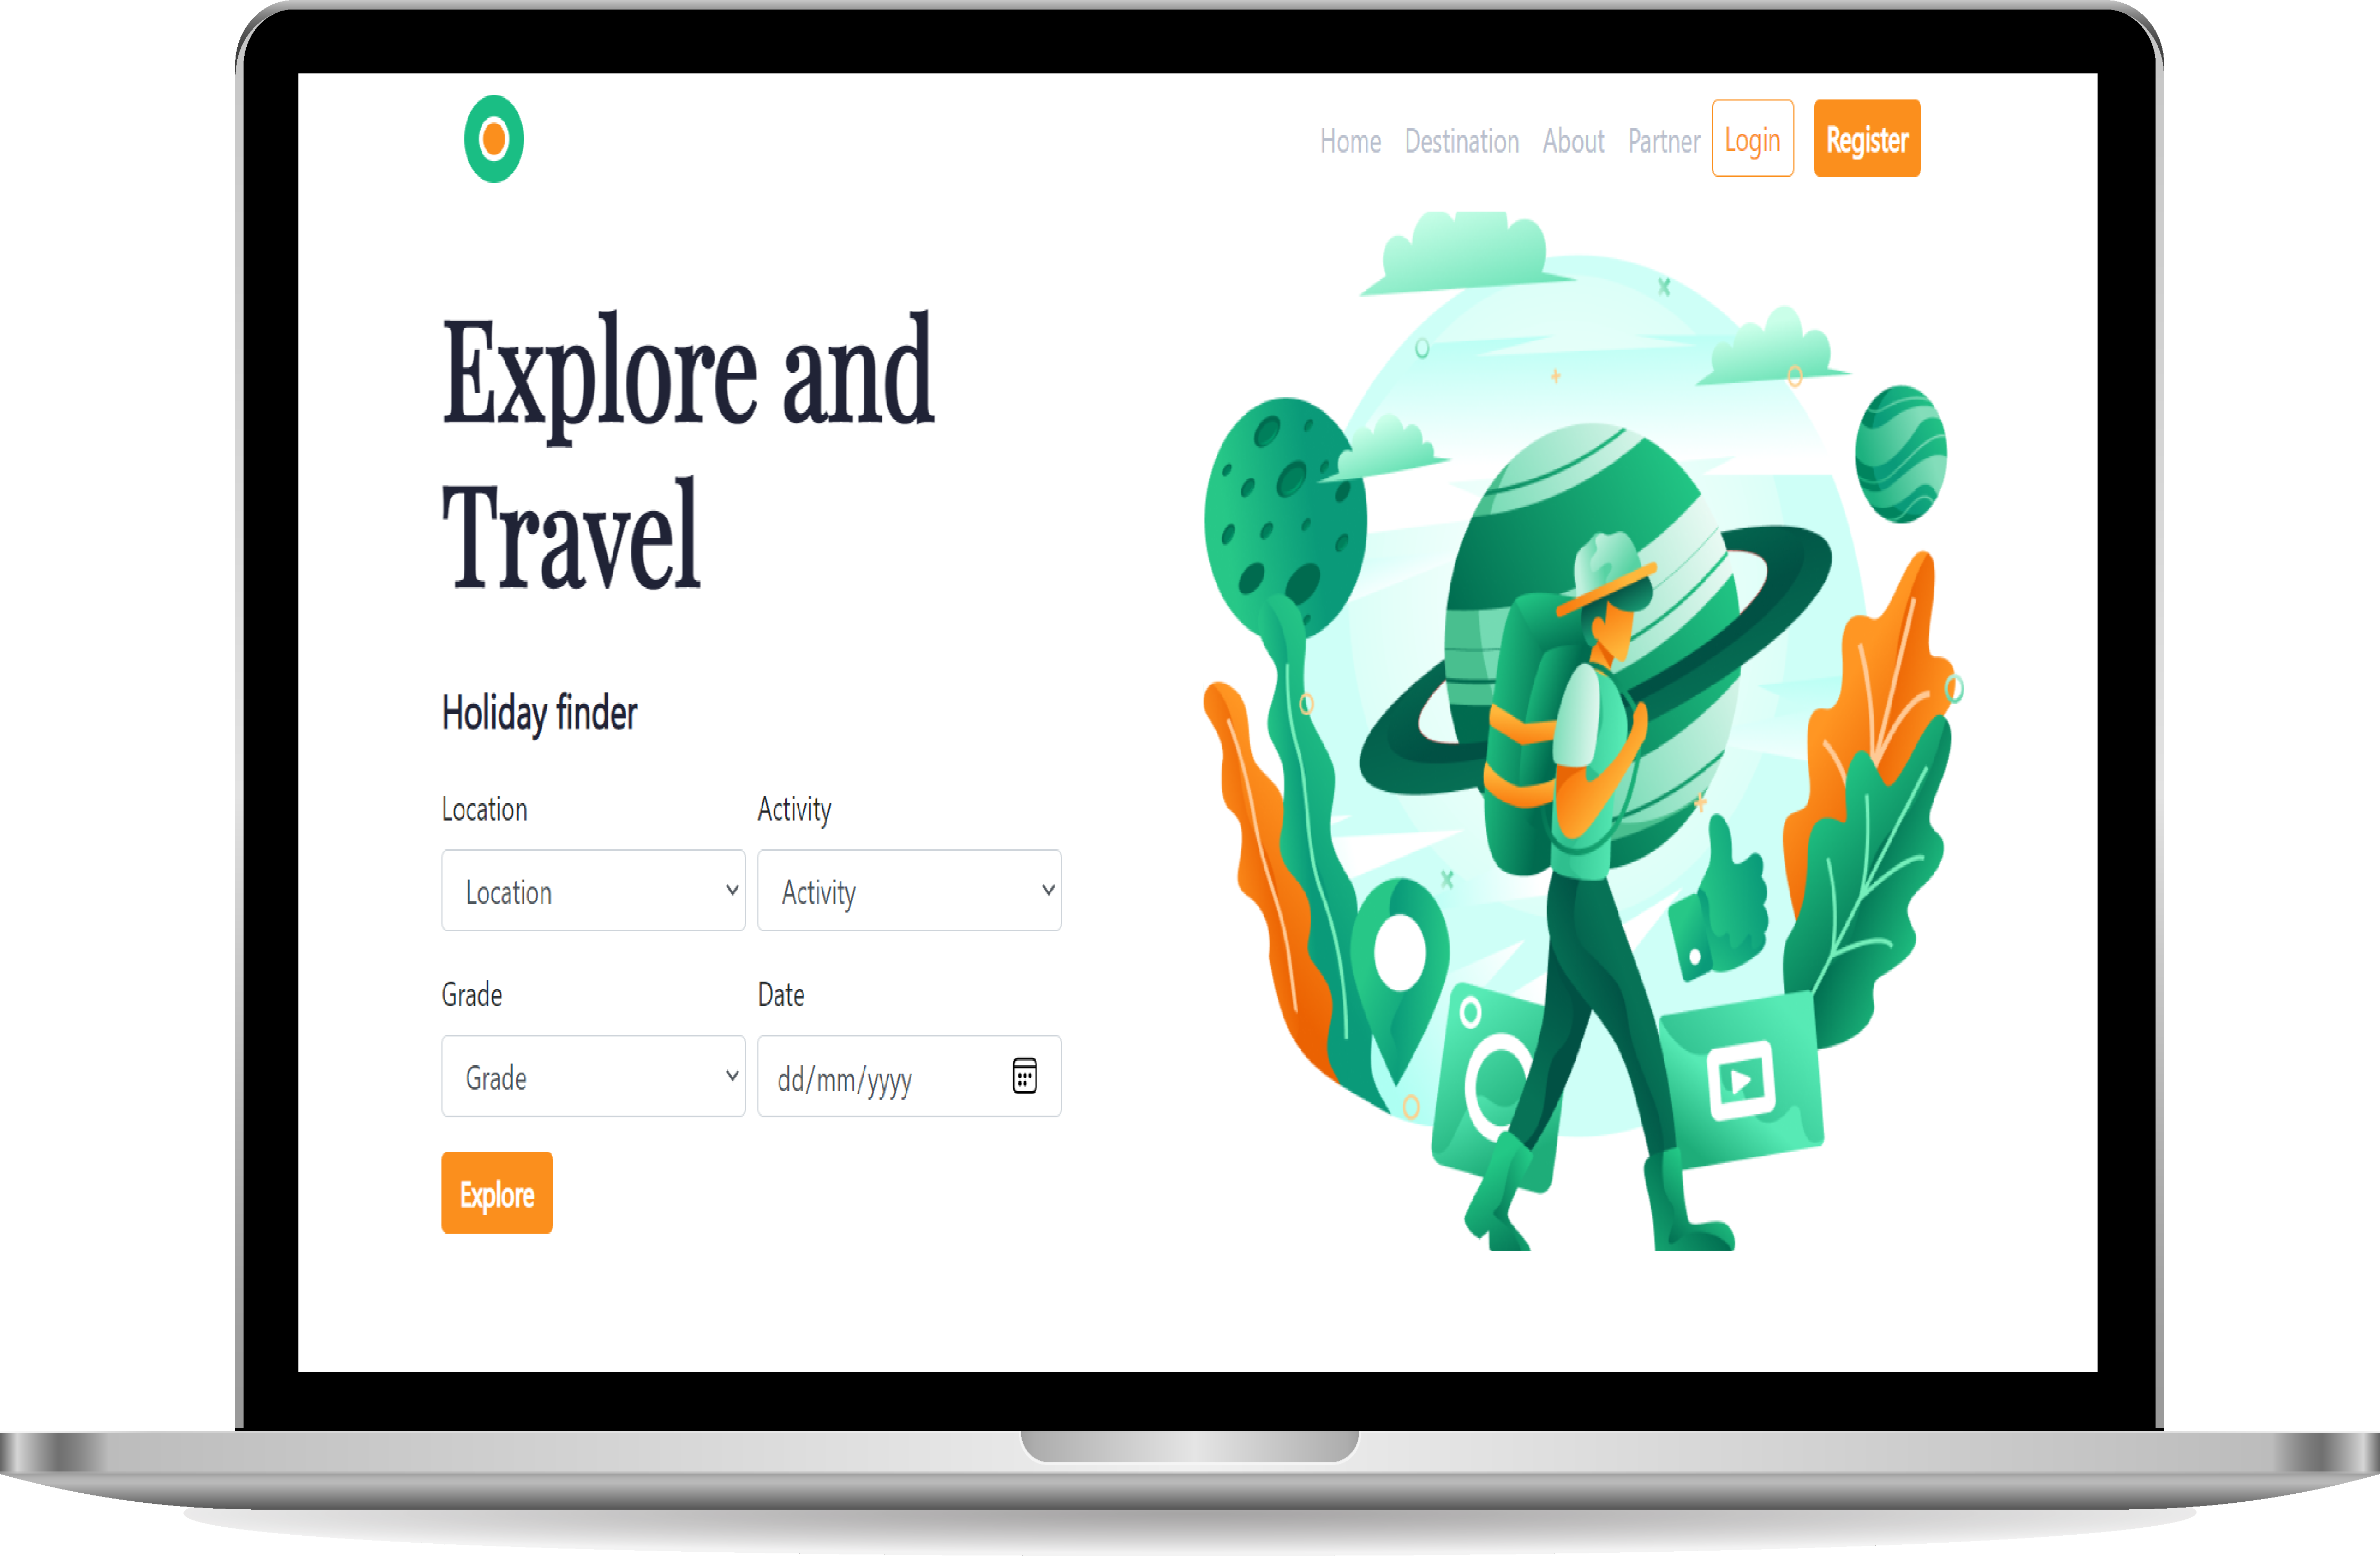 Home Destination About Partner Login Register
Explore and
Travel
Holiday finder
Location Activity
Location Activity
Grade Date
Grade dd/mm/yyyy
Explore